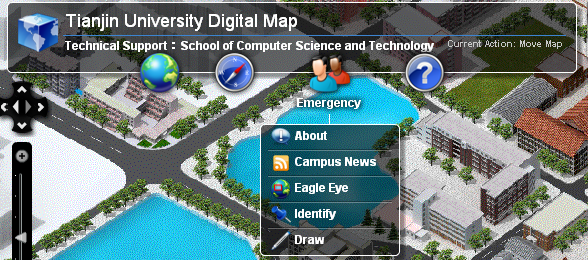 Tianjin University Digital Map
Technical Support：School of Computer Science and Technology
Current Action: Move Map
Emergency
About
Campus News
Eagle Eye
Identify
Draw